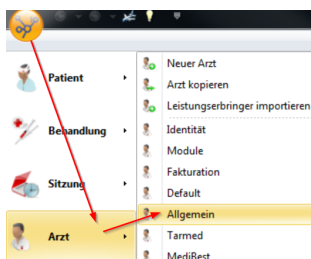 Patient
Behandlung
Sitzung
Arzt
Neuer Arzt
Arzt kopieren
Leistungserbringer importieren
Identität
Module
Fakturation
Default
Allgemein
Tarmed
MediBest